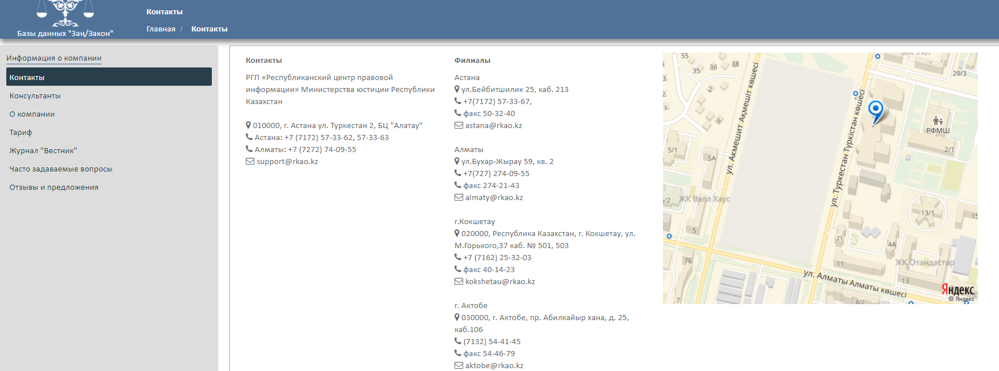 Контакты
Главная / Контакты
Базы данных "Заң/Закон"
Информация о компании
Контакты
Консультанты
О компании
Тариф
Журнал "Вестник"
Часто задаваемые вопросы
Отзывы и предложения
Контакты
РГП «Республиканский центр правовой
информации» Министерства юстиции Республики
Казахстан
010000, г. Астана ул. Туркестан 2, БЦ "Алатау"
Астана: +7 (7172) 57-33-62, 57-33-63
Алматы: +7 (7272) 74-09-55
support@rkao.kz
Филиалы
Астана
ул.Бейбитшилик 25, каб. 213
+7(7172) 57-33-67,
факс 50-32-40
astana@rkao.kz
Алматы
ул.Бухар-Жырау 59, кв. 2
+7(727) 274-09-55
факс 274-21-43
almaty@rkao.kz
г.Кокшетау
020000, Республика Казахстан, г. Кокшетау, ул.
М.Горького,37 каб. № 501, 503
+7 (7162) 25-32-03
факс 40-14-23
kokshetau@rkao.kz
г. Актобе
030000, г. Актобе, пр. Абилкайыр хана, д. 25,
каб.106
(7132) 54-41-45
факс 54-46-79
aktobe@rkao.kz
55
35
36
38
20/3
2
6
РФМШ
5/1
5А
2/1
ул. Акмешит Ақмешіт көшесі
ул. Туркестан Түркістан көшесі
ЖК Вэлл Хаус
13/1
15
5
21
4А
7Б
11
ЖК Отандастар
13
ул. Алматы Алматы көшесі
7
8/2
Яндекс
© Яндекс